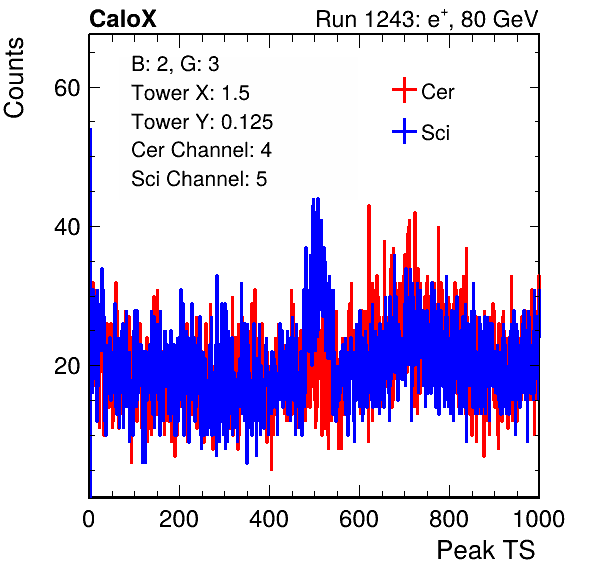 CaloX Run 1243: e⁺, 80 GeV
Counts
B: 2, G: 3
Tower X: 1.5
Tower Y: 0.125
Cer Channel: 4
Sci Channel: 5
Cer
Sci
60
40
20
0 200 400 600 800 1000
Peak TS